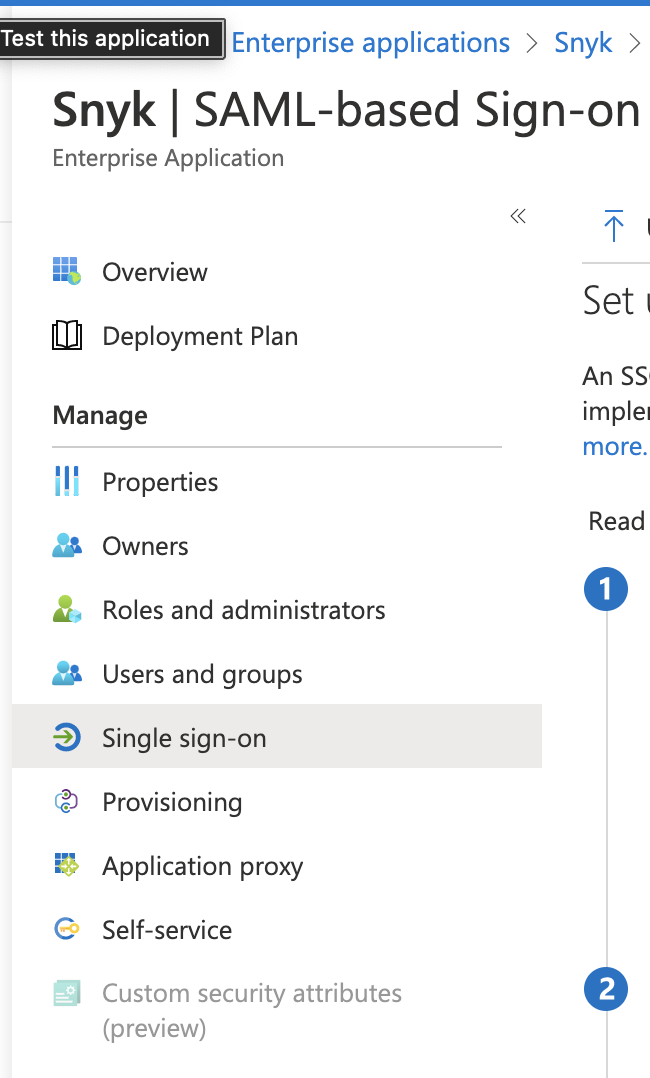 Test this application
Enterprise applications > Snyk >
Snyk | SAML-based Sign-on
Enterprise Application
«
Overview
Deployment Plan
Manage
Properties
Owners
Roles and administrators
Users and groups
Single sign-on
Provisioning
Application proxy
Self-service
Custom security attributes
(preview)
Set
An
more.
Read
1
2